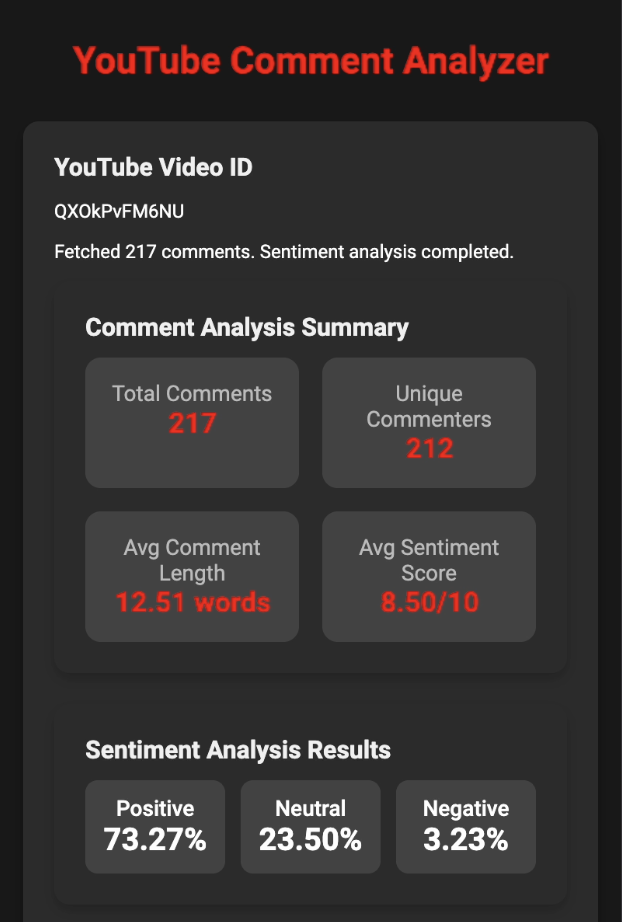 YouTube Comment Analyzer
YouTube Video ID
QXOkPvFM6NU
Fetched 217 comments. Sentiment analysis completed.
Comment Analysis Summary
Total Comments
217
Unique
Commenters
212
Avg Comment
Length
12.51 words
Avg Sentiment
Score
8.50/10
Sentiment Analysis Results
Positive
73.27%
Neutral
23.50%
Negative
3.23%